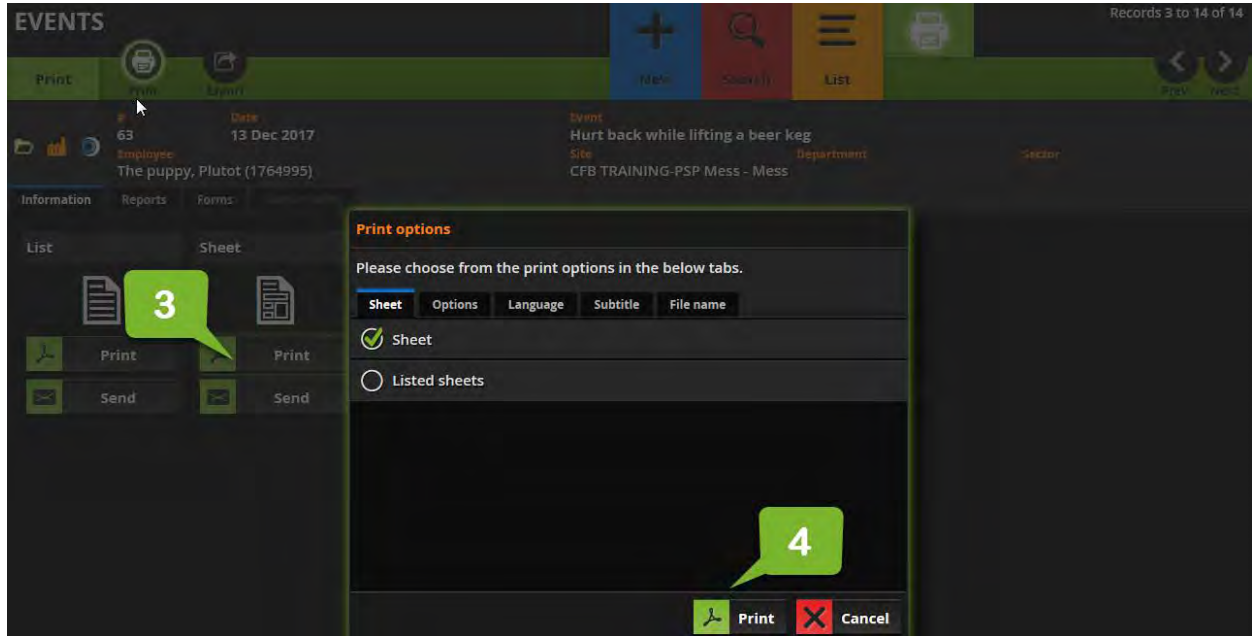 EVENTS
Records 3 to 14 of 14
Print
Print
Export
New
Search
List
Prev
Next
# Date Event
63 13 Dec 2017 Hurt back while lifting a beer keg
Employee Site Department Sector
The puppy, Plutot (1764995) CFB TRAINING-PSP Mess - Mess
Information Reports Forms
List Sheet
3
Print Print
Send Send
Print options
Please choose from the print options in the below tabs.
Sheet Options Language Subtitle File name
Sheet
Listed sheets
4
Print Cancel